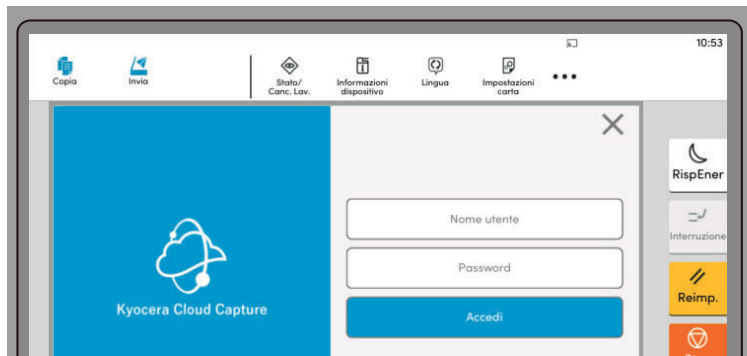 10:53
Copia
Invia
Stato/
Canc. Lav.
Informazioni
dispositivo
Lingua
Impostazioni
carta
RispEner
Nome utente
Interruzione
Password
Reimp.
Kyocera Cloud Capture
Accedi